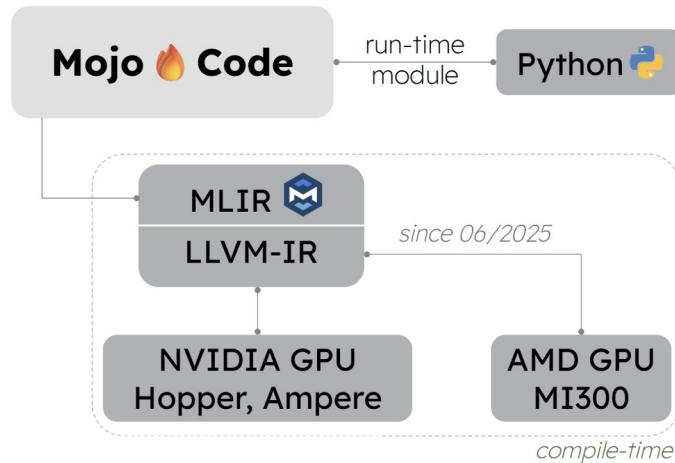 Mojo 🔥 Code
run-time
module
Python
MLIR
LLVM-IR
since 06/2025
NVIDIA GPU
Hopper, Ampere
AMD GPU
MI300
compile-time